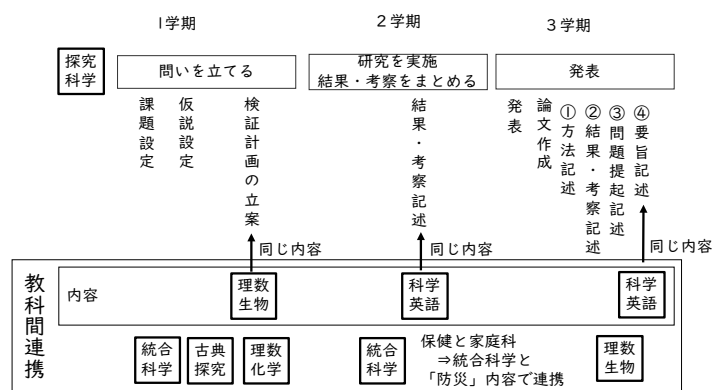 1学期
2学期
3学期
探究
科学
問いを立てる
研究を実施
結果・考察をまとめる
発表
課題設定
仮説設定
検証計画の立案
結果・考察記述
発表
論文作成
①方法記述
②結果・考察記述
③問題提起記述
④要旨記述
同じ内容
同じ内容
同じ内容
教科間連携
内容
理数
生物
科学
英語
科学
英語
統合
科学
古典
探究
理数
化学
統合
科学
保健と家庭科
⇒統合科学と
「防災」内容で連携
理数
生物